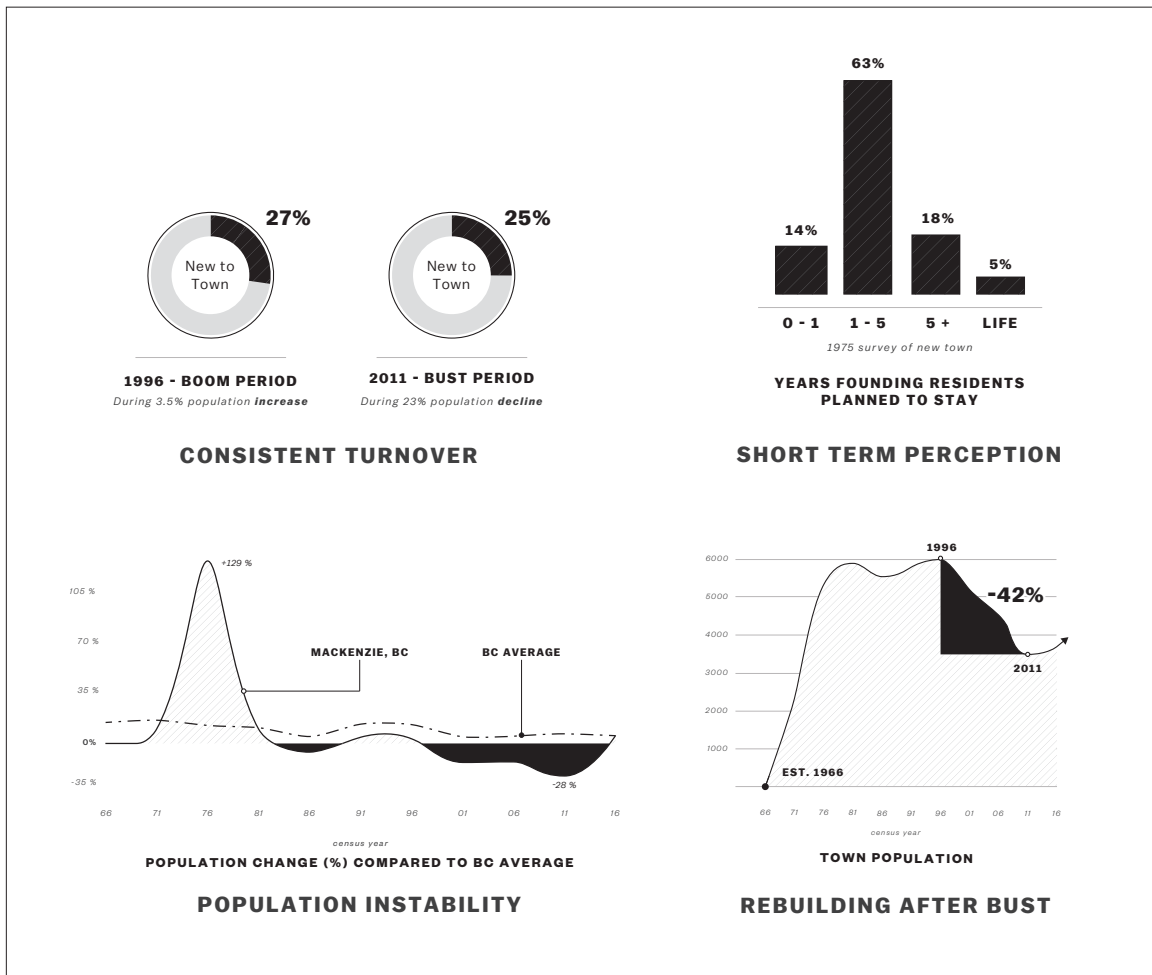 27%
New to
Town
1996 - BOOM PERIOD
During 3.5% population increase
25%
New to
Town
2011 - BUST PERIOD
During 23% population decline
CONSISTENT TURNOVER
63%
14%
18%
5%
0 - 1 1 - 5 5 + LIFE
1975 survey of new town
YEARS FOUNDING RESIDENTS
PLANNED TO STAY
SHORT TERM PERCEPTION
+129 %
105 %
70 %
MACKENZIE, BC
BC AVERAGE
35 %
0%
-35 %
-28 %
66 71 76 81 86 91 96 01 06 11 16
census year
POPULATION CHANGE (%) COMPARED TO BC AVERAGE
POPULATION INSTABILITY
1996
6000
5000
-42%
4000
3000
2011
2000
1000
EST. 1966
66 71 76 81 86 91 96 01 06 11 16
census year
TOWN POPULATION
REBUILDING AFTER BUST